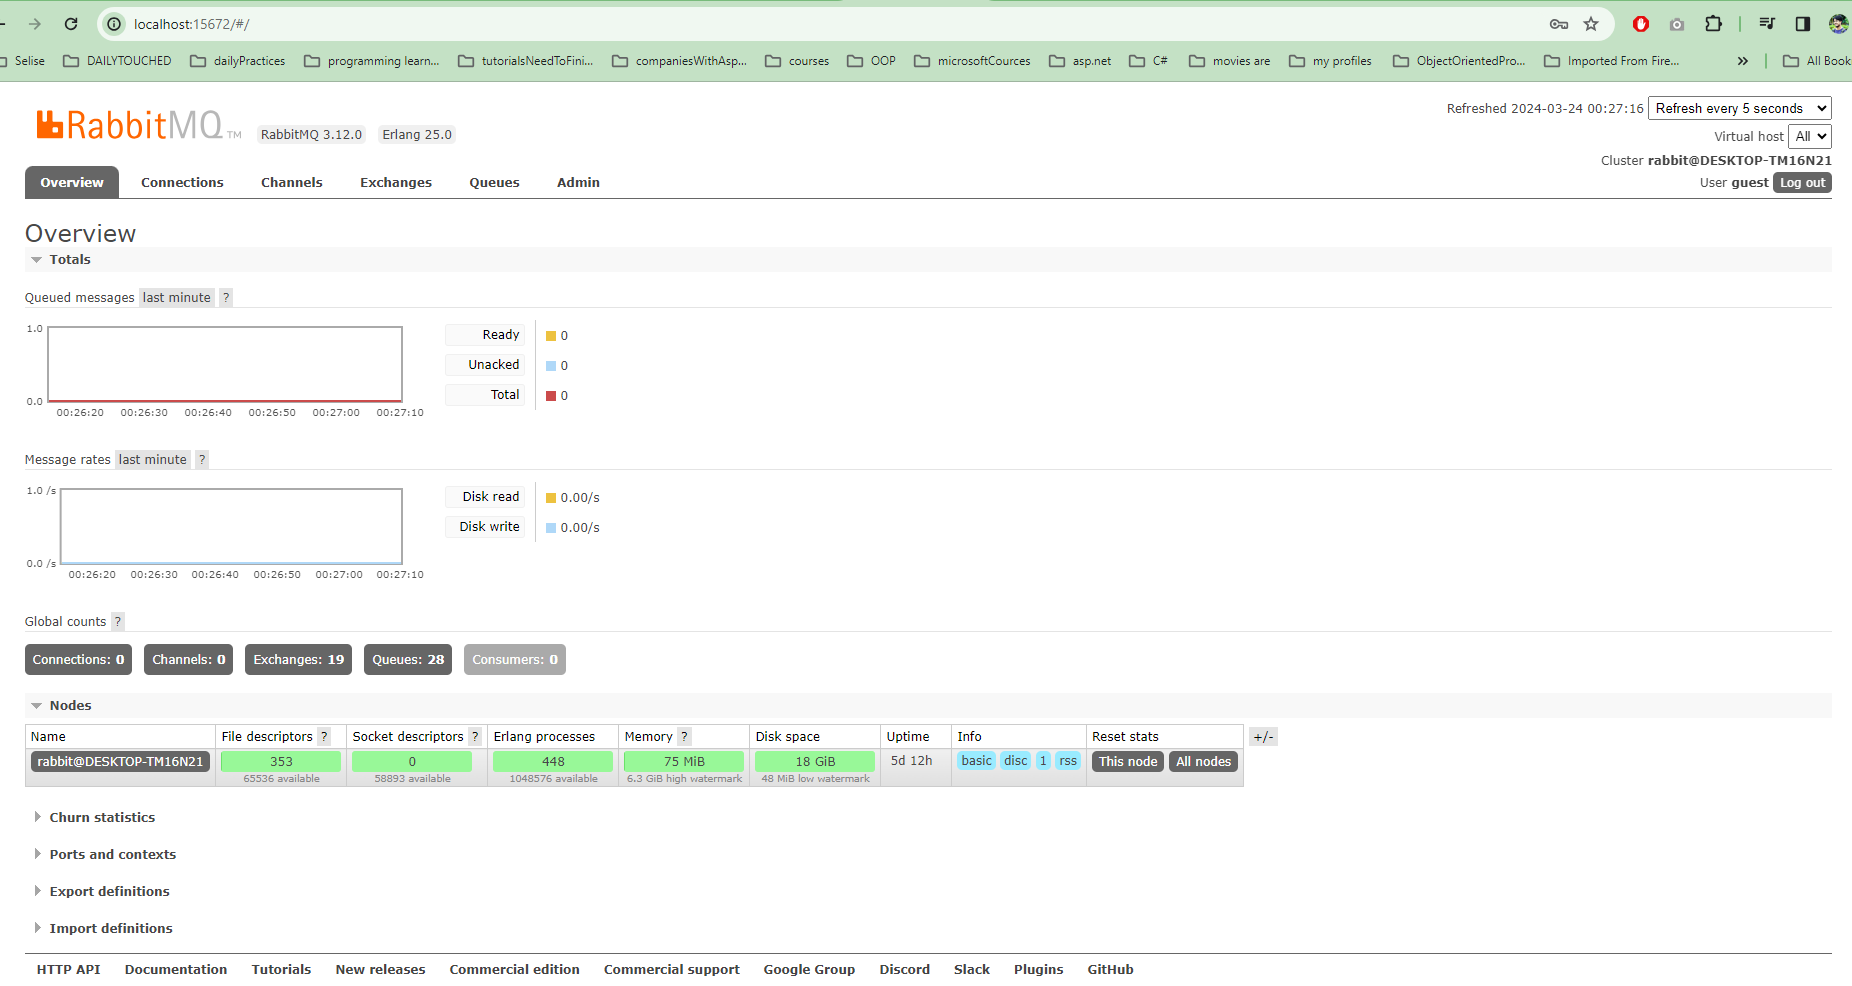 localhost:15672/#/
Selise DAILYTOUCHED dailyPractices programming learn... tutorialsNeedToFini... companiesWithAsp... courses OOP microsoftCources asp.net C# movies are my profiles ObjectOrientedPro... Imported From Fire... » All Book
RabbitMQ TM RabbitMQ 3.12.0 Erlang 25.0
Refreshed 2024-03-24 00:27:16 Refresh every 5 seconds
Virtual host All
Cluster rabbit@DESKTOP-TM16N21
User guest Log out
Overview Connections Channels Exchanges Queues Admin
Overview
Totals
Queued messages last minute ?
1.0
0.0
00:26:20 00:26:30 00:26:40 00:26:50 00:27:00 00:27:10
Ready 0
Unacked 0
Total 0
Message rates last minute ?
1.0 /s
0.0 /s
00:26:20 00:26:30 00:26:40 00:26:50 00:27:00 00:27:10
Disk read 0.00/s
Disk write 0.00/s
Global counts ?
Connections: 0 Channels: 0 Exchanges: 19 Queues: 28 Consumers: 0
Nodes
Name File descriptors ? Socket descriptors ? Erlang processes Memory ? Disk space Uptime Info Reset stats +/-
rabbit@DESKTOP-TM16N21 353 0 448 75 MiB 18 GiB 5d 12h basic disc 1 rss This node All nodes
65536 available 58893 available 1048576 available 6.3 GiB high watermark 48 MiB low watermark
Churn statistics
Ports and contexts
Export definitions
Import definitions
HTTP API Documentation Tutorials New releases Commercial edition Commercial support Google Group Discord Slack Plugins GitHub